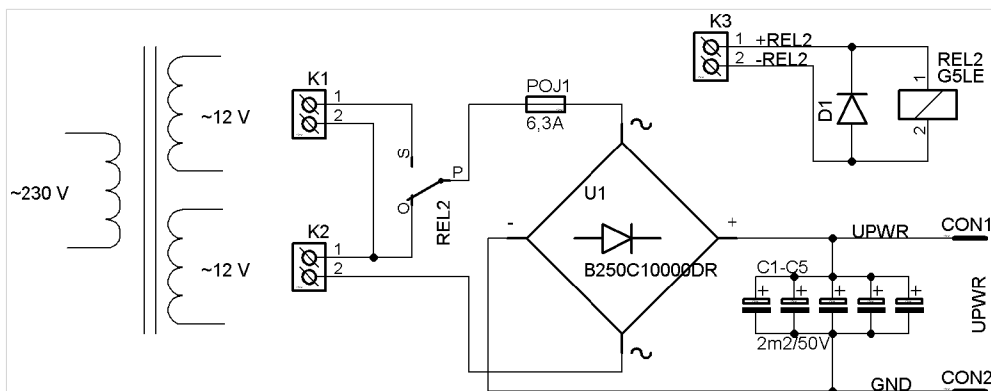 ~230 V
~12 V
~12 V
K1
1
2
K2
1
2
S
O
P
REL2
POJ1
6,3A
~
U1
-
+
B250C10000DR
~
K3
1
+REL2
2
-REL2
D1
1
2
REL2
G5LE
UPWR
CON1
C1-C5
+
+
+
+
+
2m2/50V
UPWR
GND
CON2